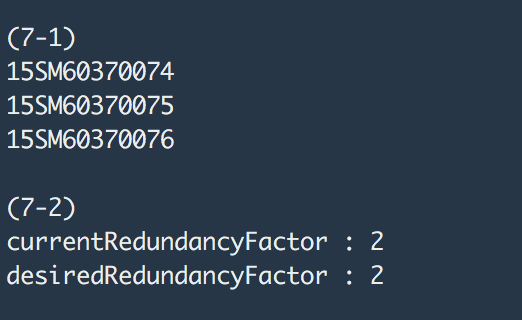 (7-1)
15SM60370074
15SM60370075
15SM60370076
(7-2)
currentRedundancyFactor : 2
desiredRedundancyFactor : 2